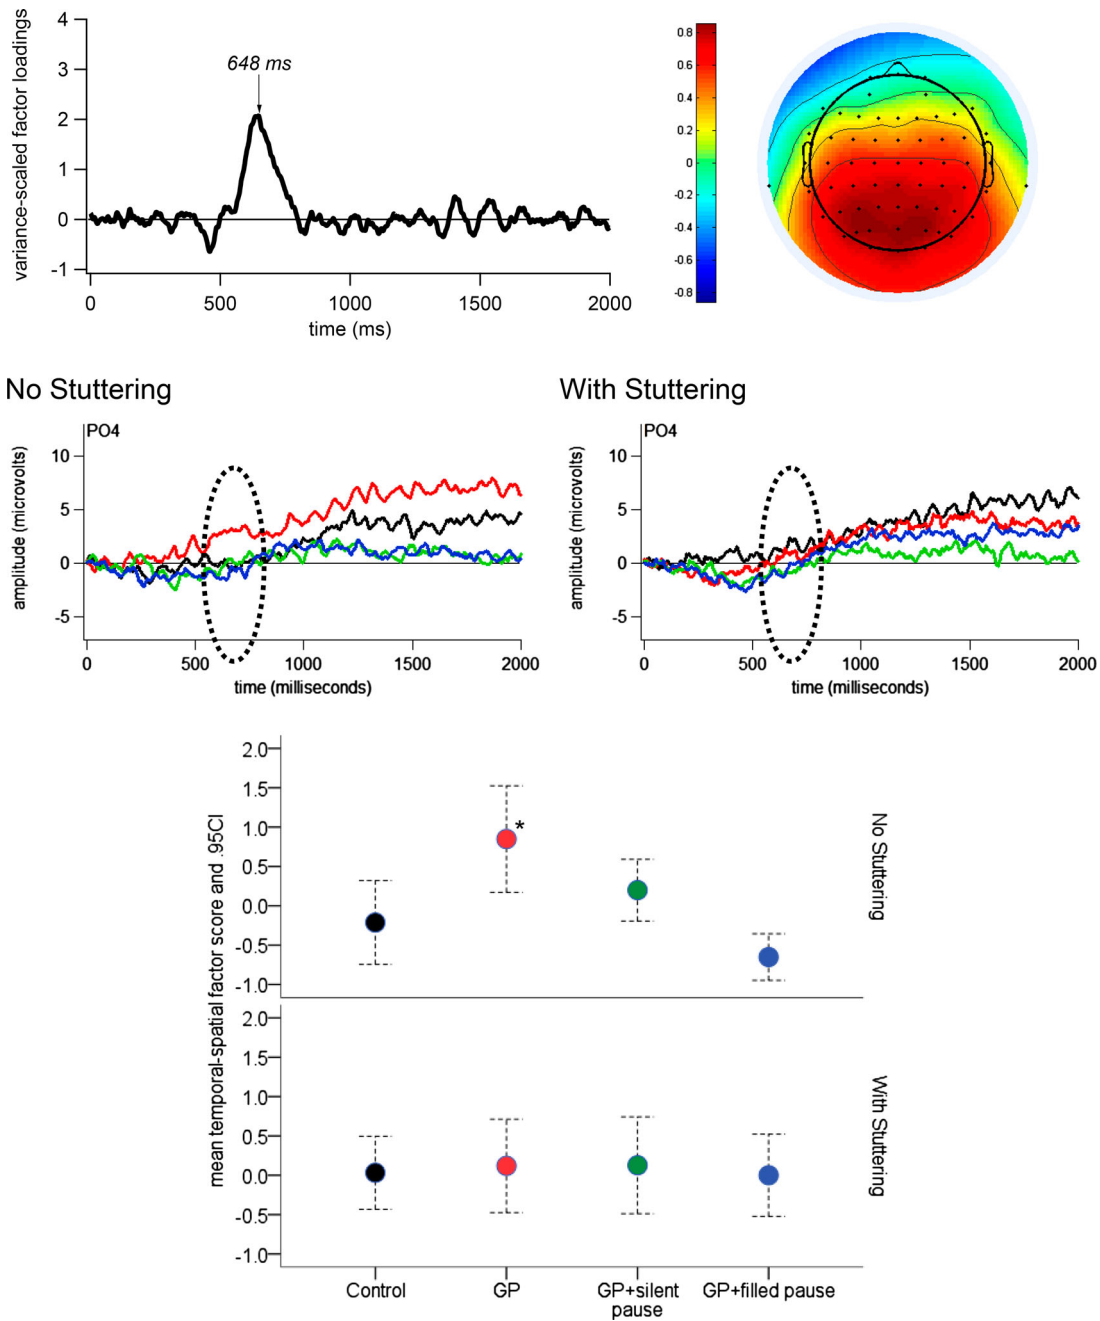 variance-scaled factor loadings
4
3
2
1
0
-1
648 ms
0 500 1000 1500 2000
time (ms)
0.8
0.6
0.4
0.2
0
-0.2
-0.4
-0.6
-0.8
No Stuttering
PO4
amplitude (microvolts)
10
5
0
-5
0 500 1000 1500 2000
time (milliseconds)
With Stuttering
PO4
amplitude (microvolts)
10
5
0
-5
0 500 1000 1500 2000
time (milliseconds)
mean temporal-spatial factor score and .95CI
2.0
1.5
1.0
0.5
0.0
-0.5
-1.0
*
No Stuttering
2.0
1.5
1.0
0.5
0.0
-0.5
-1.0
With Stuttering
Control GP GP+silent GP+filled pause
pause